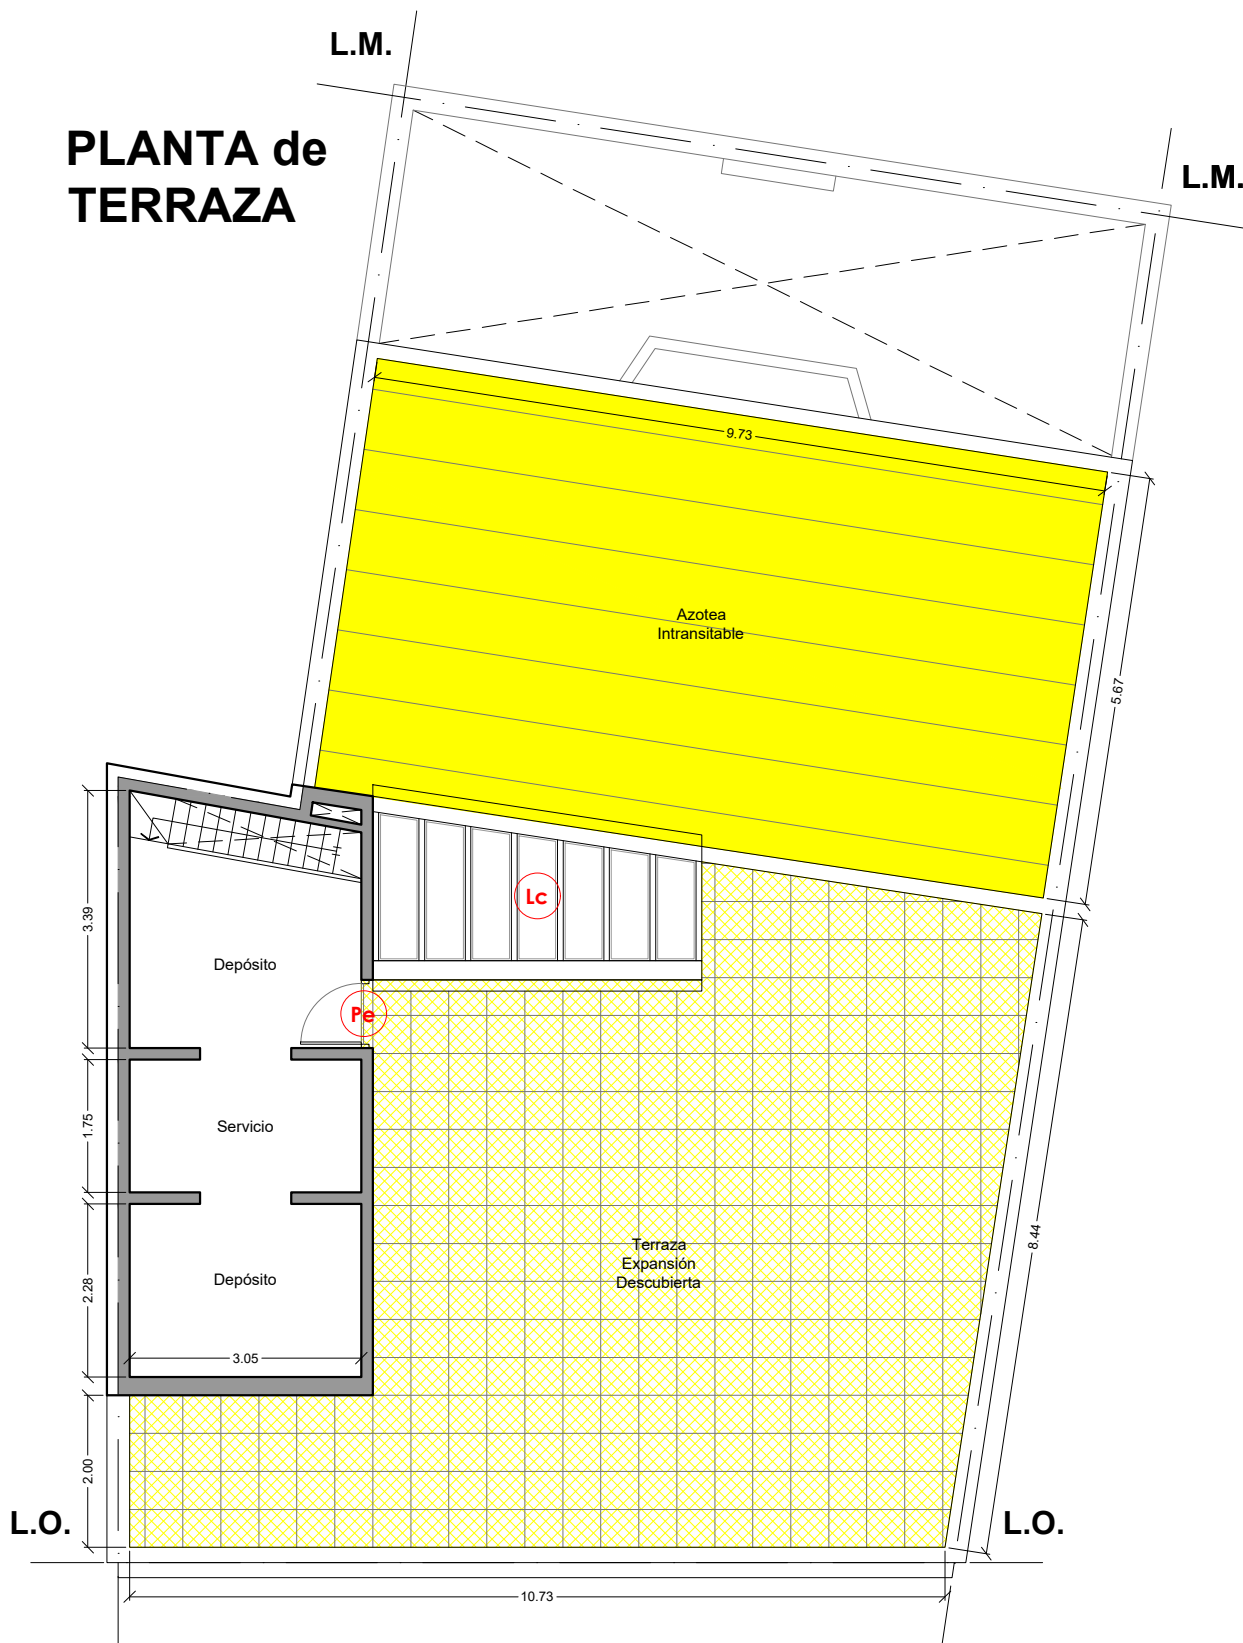 L.M.
PLANTA de
TERRAZA
L.M.
9.73
Azotea
Intransitable
5.67
Lc
3.39
Depósito
Pe
1.75
Servicio
Terraza
Expansión
Descubierta
8.44
2.28
Depósito
3.05
2.00
L.O.
L.O.
10.73